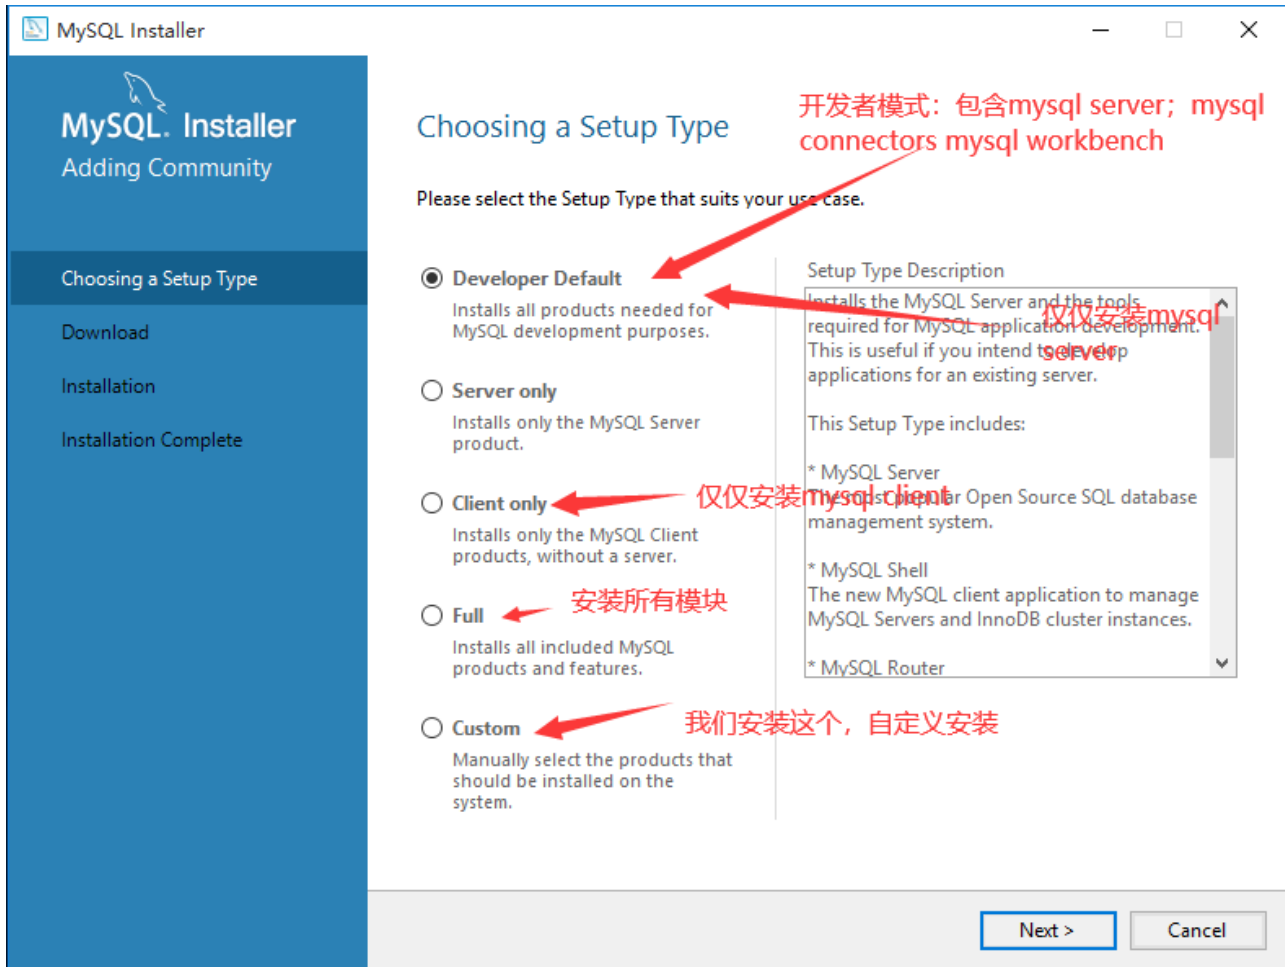 MySQL Installer
MySQL. Installer
Adding Community
Choosing a Setup Type
Download
Installation
Installation Complete
Choosing a Setup Type
开发者模式：包含mysql server；mysql
connectors mysql workbench
Please select the Setup Type that suits your use case.
Developer Default
Installs all products needed for
MySQL development purposes.
Server only
Installs only the MySQL Server
product.
Client only
Installs only the MySQL Client
products, without a server.
Full
Installs all included MySQL
products and features.
Custom
Manually select the products that
should be installed on the
system.
仅仅安装mysql
server
仅仅安装mysql client
安装所有模块
我们安装这个，自定义安装
Setup Type Description
Installs the MySQL Server and the tools
required for MySQL application development.
This is useful if you intend to develop
applications for an existing server.
This Setup Type includes:
* MySQL Server
The most popular Open Source SQL database
management system.
* MySQL Shell
The new MySQL client application to manage
MySQL Servers and InnoDB cluster instances.
* MySQL Router
Next >
Cancel